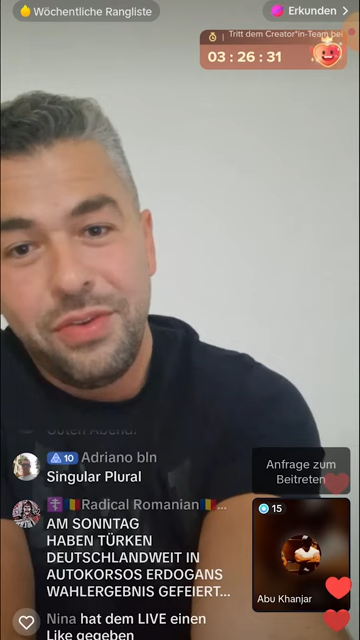 Wöchentliche Rangliste
Erkunden >
Tritt dem Creator*in-Team bei
03 : 26 : 31
Guten Abend!
10 Adriano bln
Singular Plural
Anfrage zum
Beitreten
Radical Romanian...
AM SONNTAG
HABEN TÜRKEN
DEUTSCHLANDWEIT IN
AUTOKORSOS ERDOGANS
WAHLERGEBNIS GEFEIERT...
15
Abu Khanjar
Nina hat dem LIVE einen
Like gegeben